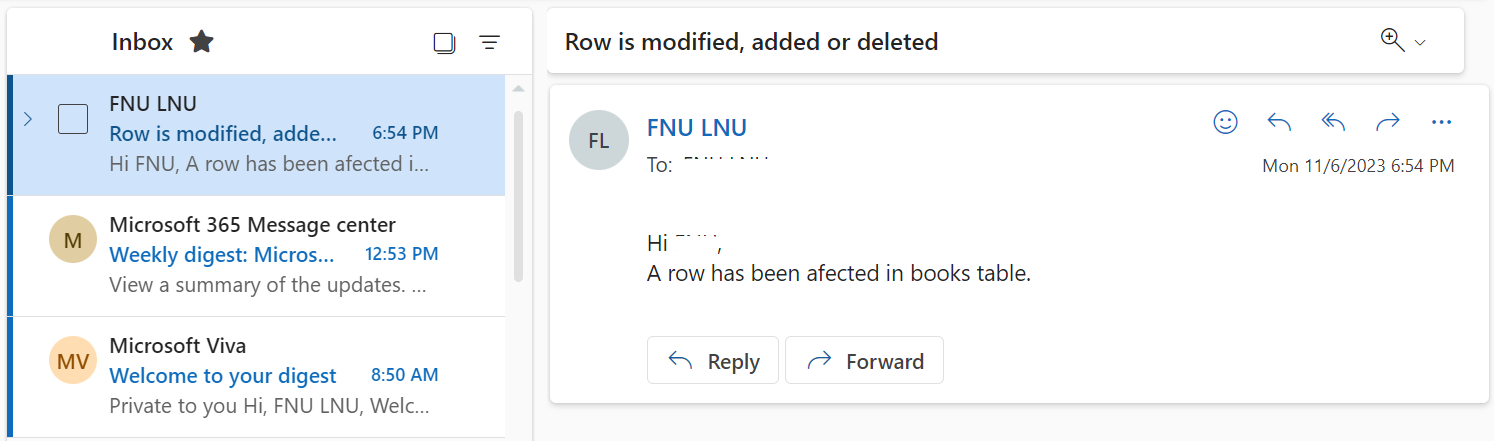 Inbox
FNU LNU
Row is modified, adde... 6:54 PM
Hi FNU, A row has been afected i...
M
Microsoft 365 Message center
Weekly digest: Micros... 12:53 PM
View a summary of the updates. ...
MV
Microsoft Viva
Welcome to your digest 8:50 AM
Private to you Hi, FNU LNU, Welc...
Row is modified, added or deleted
FL
FNU LNU
To:
Mon 11/6/2023 6:54 PM
Hi ,
A row has been afected in books table.
Reply
Forward